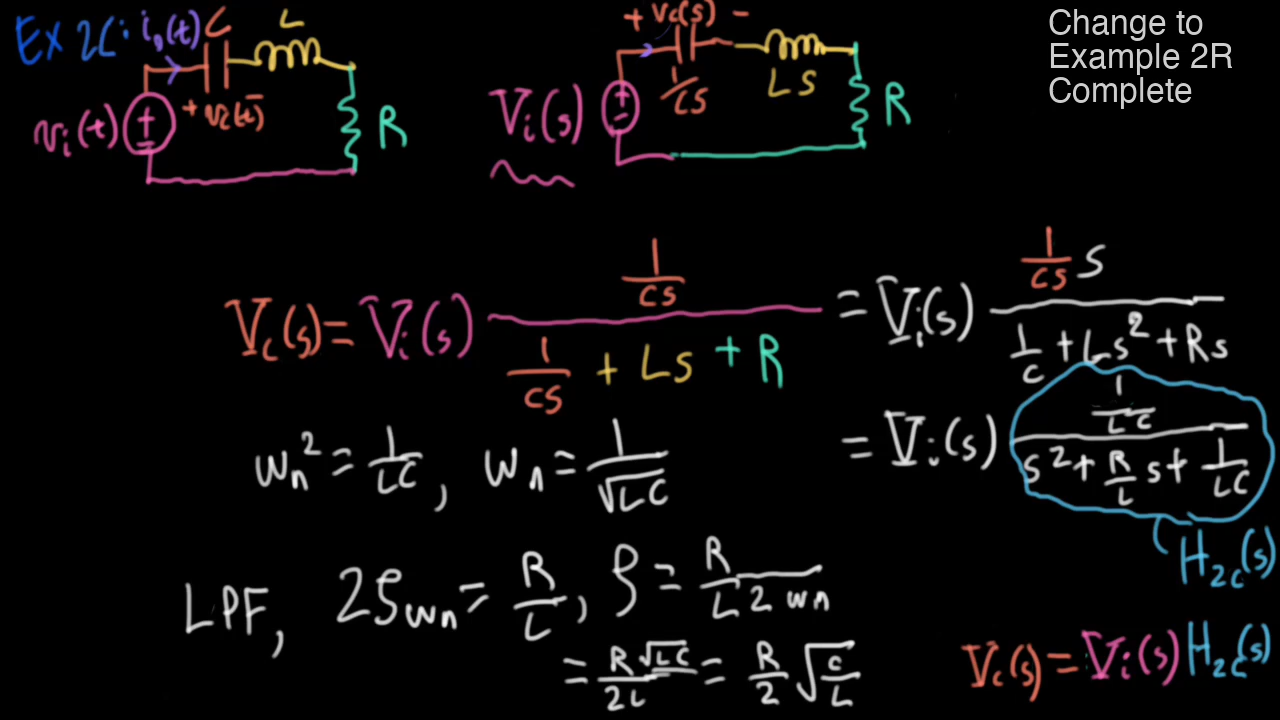 Ex 2C: i₀(t) C L
vᵢ(t) + - + vc(t) - R
+ Vc(s) -
Vᵢ(s) + - 1/CS LS R
Change to
Example 2R
Complete
Vc(s) = Vᵢ(s) (1/CS) / (1/CS + LS + R) = Vᵢ(s) (1/CS S) / (1/C + Ls² + Rs)
= Vᵢ(s) (1/LC) / (s² + R/L s + 1/LC)
ωn² = 1/LC, ωn = 1/√LC
H₂c(s)
LPF, 2ζωn = R/L, ζ = R/(L 2 ωn)
= R√LC/2L = R/2 √C/L
Vc(s) = Vᵢ(s) H₂c(s)